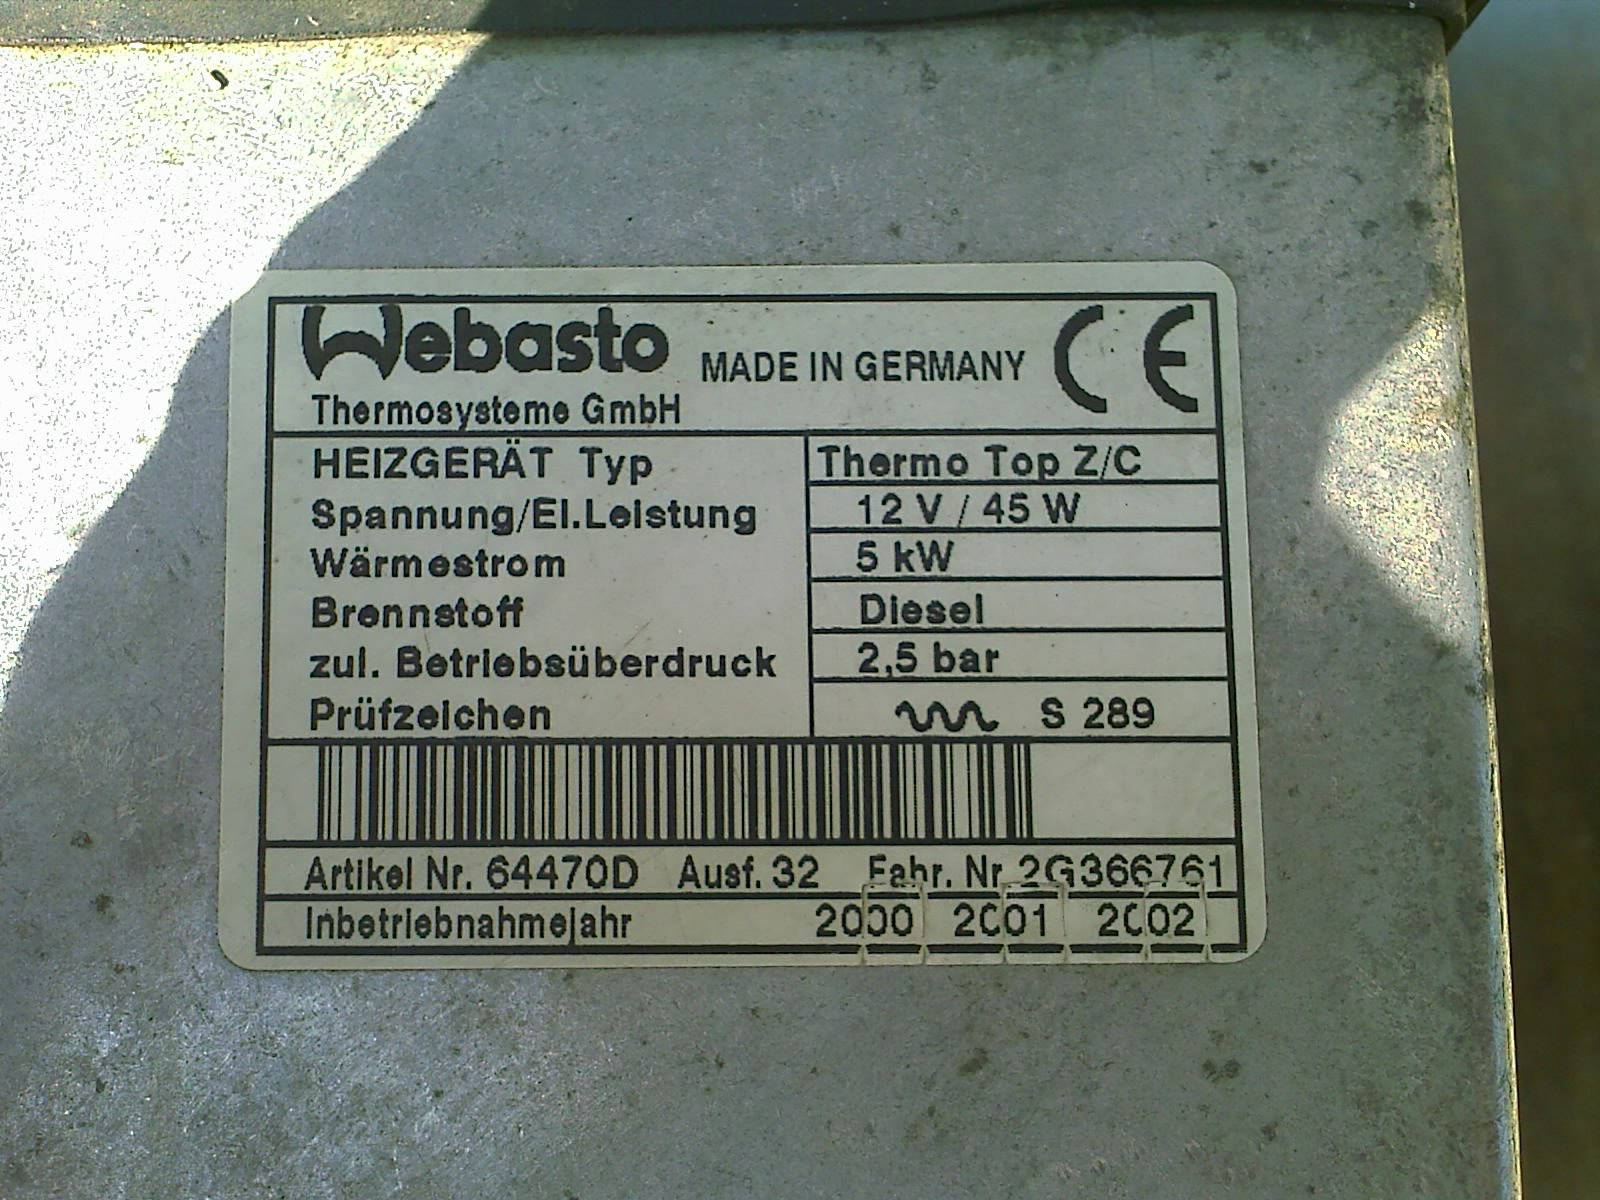 Webasto MADE IN GERMANY CE
Thermosysteme GmbH
HEIZGERÄT Typ Thermo Top Z/C
Spannung/El.Leistung 12 V / 45 W
Wärmestrom 5 kW
Brennstoff Diesel
zul. Betriebsüberdruck 2,5 bar
Prüfzeichen S 289
Artikel Nr. 64470D Ausf. 32 Fabr. Nr. 2G366761
Inbetriebnahmejahr 2000 2001 2002